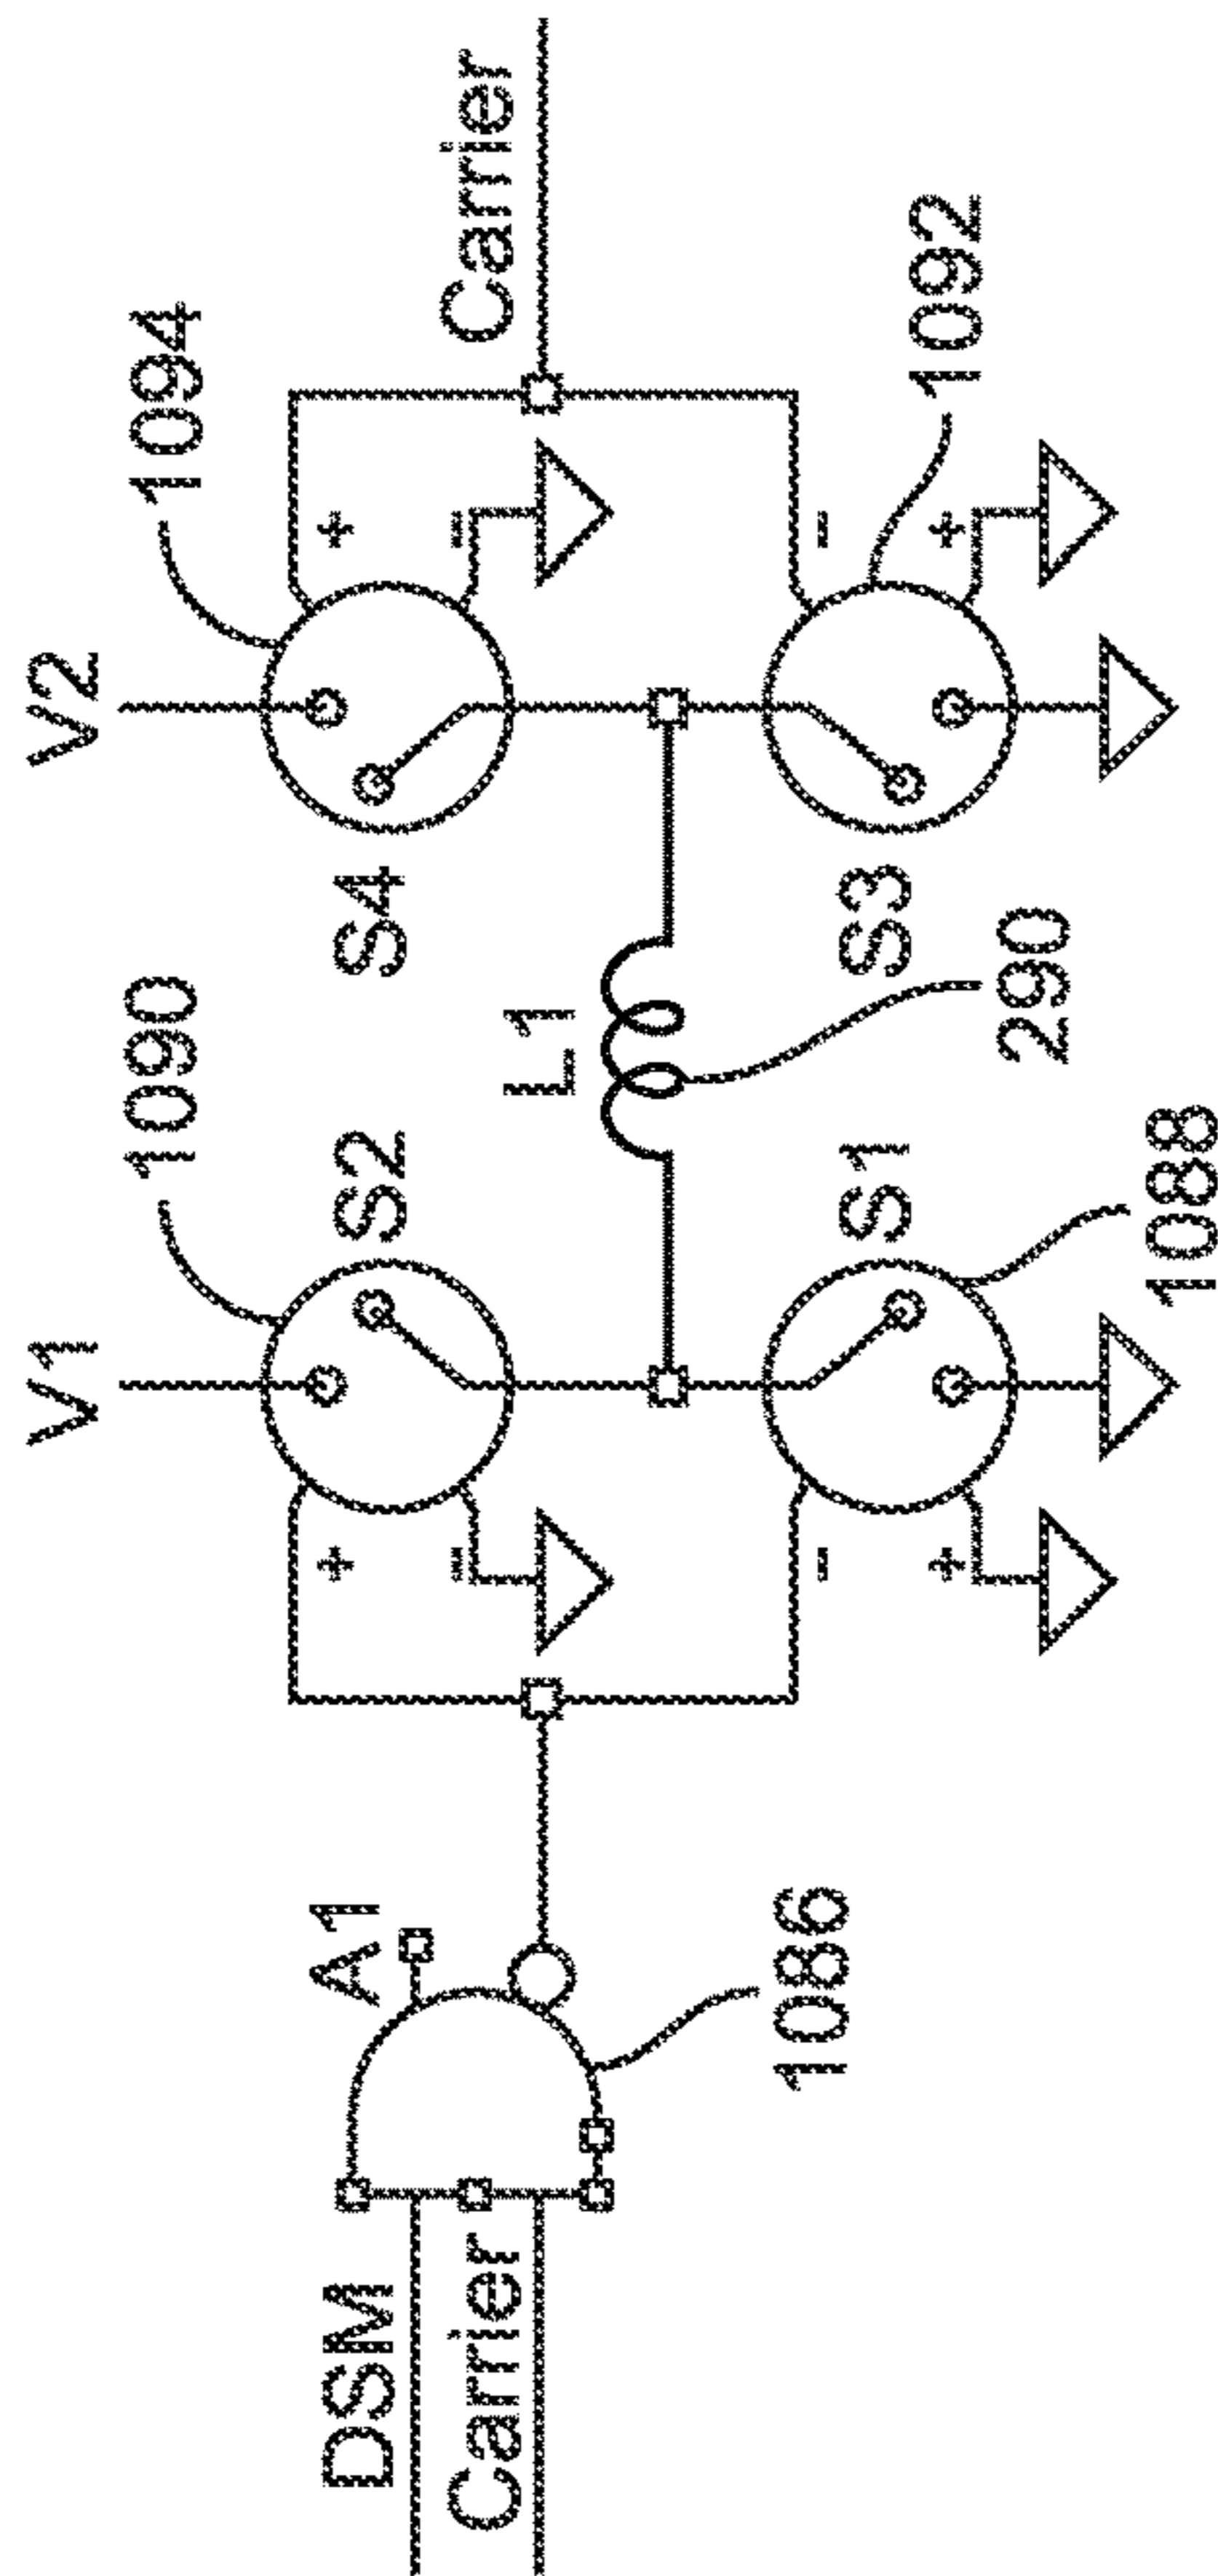 DSM
Carrier
A1
1086
V1
1090
S2
+
−
−
+
S1
1088
L1
290
V2
1094
S4
+
−
−
+
S3
1092
Carrier